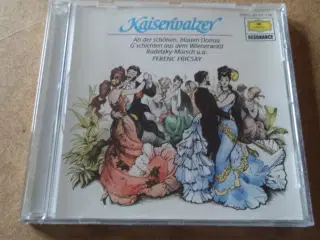 Kaiserwalzer
An der schönen, blauen Donau
G'schichten aus dem Wienerwald
Radetzky-Marsch u.a.
FERENC FRICSAY
RESONANCE